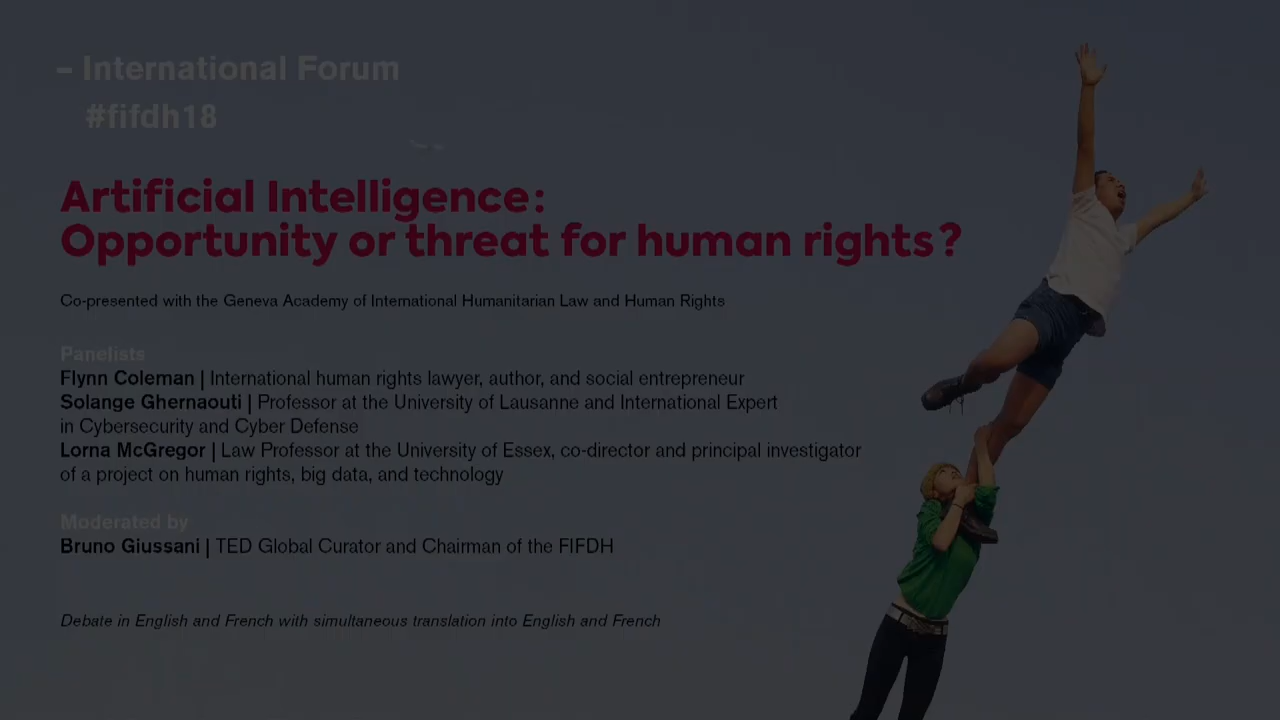 – International Forum
#fifdh18
Artificial Intelligence:
Opportunity or threat for human rights?
Co-presented with the Geneva Academy of International Humanitarian Law and Human Rights
Panelists
Flynn Coleman | International human rights lawyer, author, and social entrepreneur
Solange Ghernaouti | Professor at the University of Lausanne and International Expert
in Cybersecurity and Cyber Defense
Lorna McGregor | Law Professor at the University of Essex, co-director and principal investigator
of a project on human rights, big data, and technology
Moderated by
Bruno Giussani | TED Global Curator and Chairman of the FIFDH
Debate in English and French with simultaneous translation into English and French